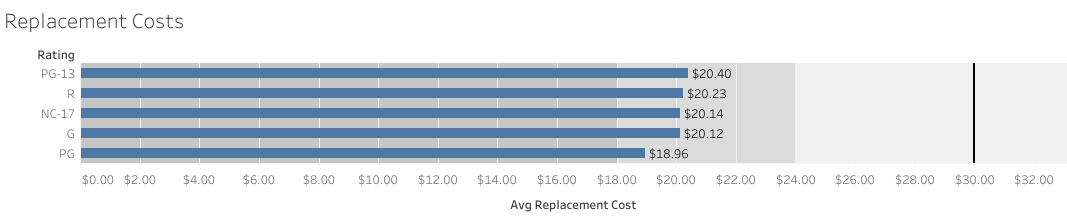 Replacement Costs
Rating
PG-13 $20.40
R $20.23
NC-17 $20.14
G $20.12
PG $18.96
$0.00 $2.00 $4.00 $6.00 $8.00 $10.00 $12.00 $14.00 $16.00 $18.00 $20.00 $22.00 $24.00 $26.00 $28.00 $30.00 $32.00
Avg Replacement Cost